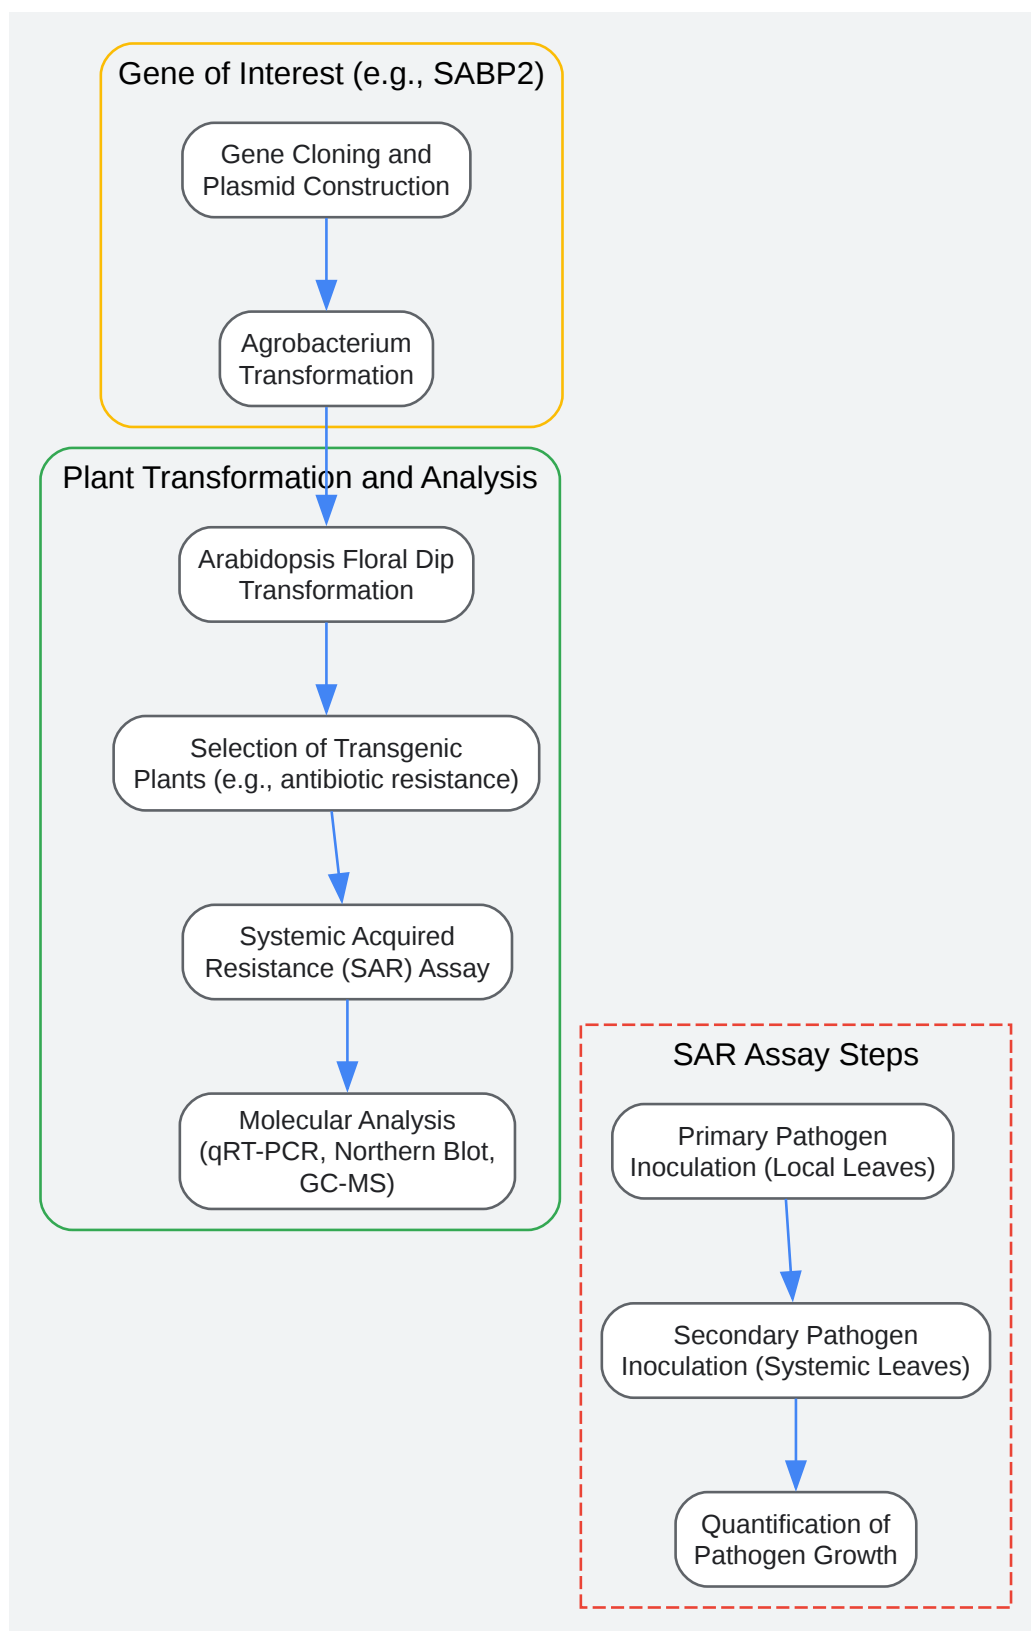 Gene of Interest (e.g., SABP2)
Gene Cloning and
Plasmid Construction
Agrobacterium
Transformation
Plant Transformation and Analysis
Arabidopsis Floral Dip
Transformation
Selection of Transgenic
Plants (e.g., antibiotic resistance)
Systemic Acquired
Resistance (SAR) Assay
Molecular Analysis
(qRT-PCR, Northern Blot,
GC-MS)
SAR Assay Steps
Primary Pathogen
Inoculation (Local Leaves)
Secondary Pathogen
Inoculation (Systemic Leaves)
Quantification of
Pathogen Growth